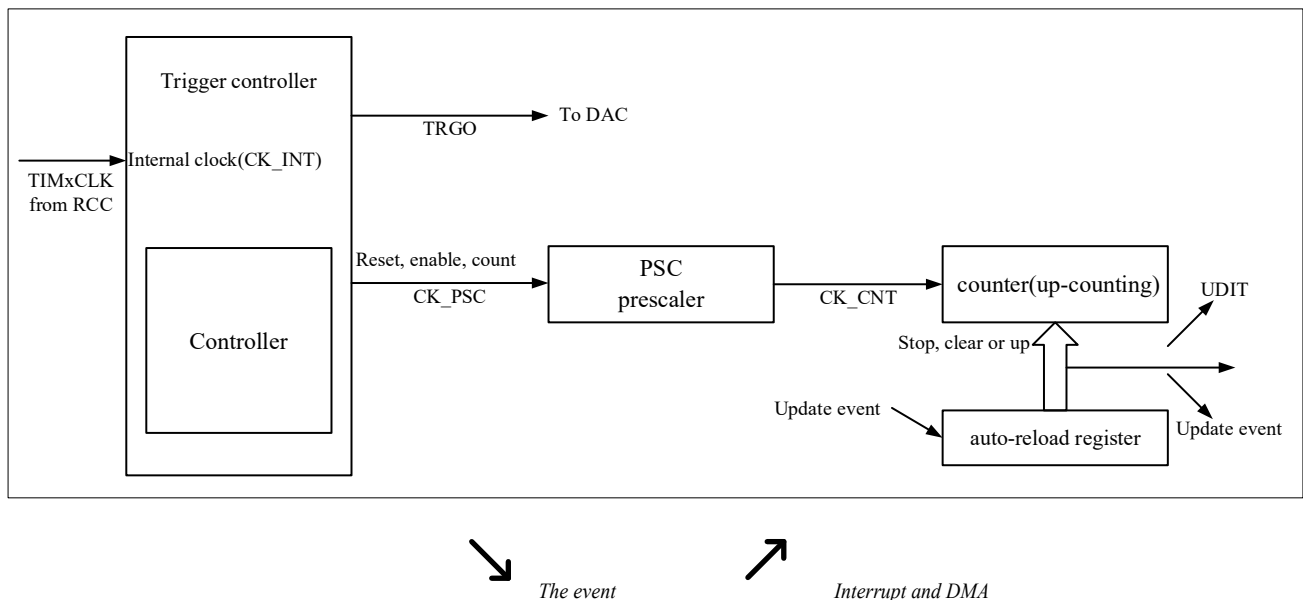 Trigger controller
To DAC
TRGO
Internal clock(CK_INT)
TIMxCLK
from RCC
Reset, enable, count
CK_PSC
PSC
prescaler
CK_CNT
counter(up-counting)
UDIT
Controller
Stop, clear or up
Update event
auto-reload register
Update event
The event
Interrupt and DMA